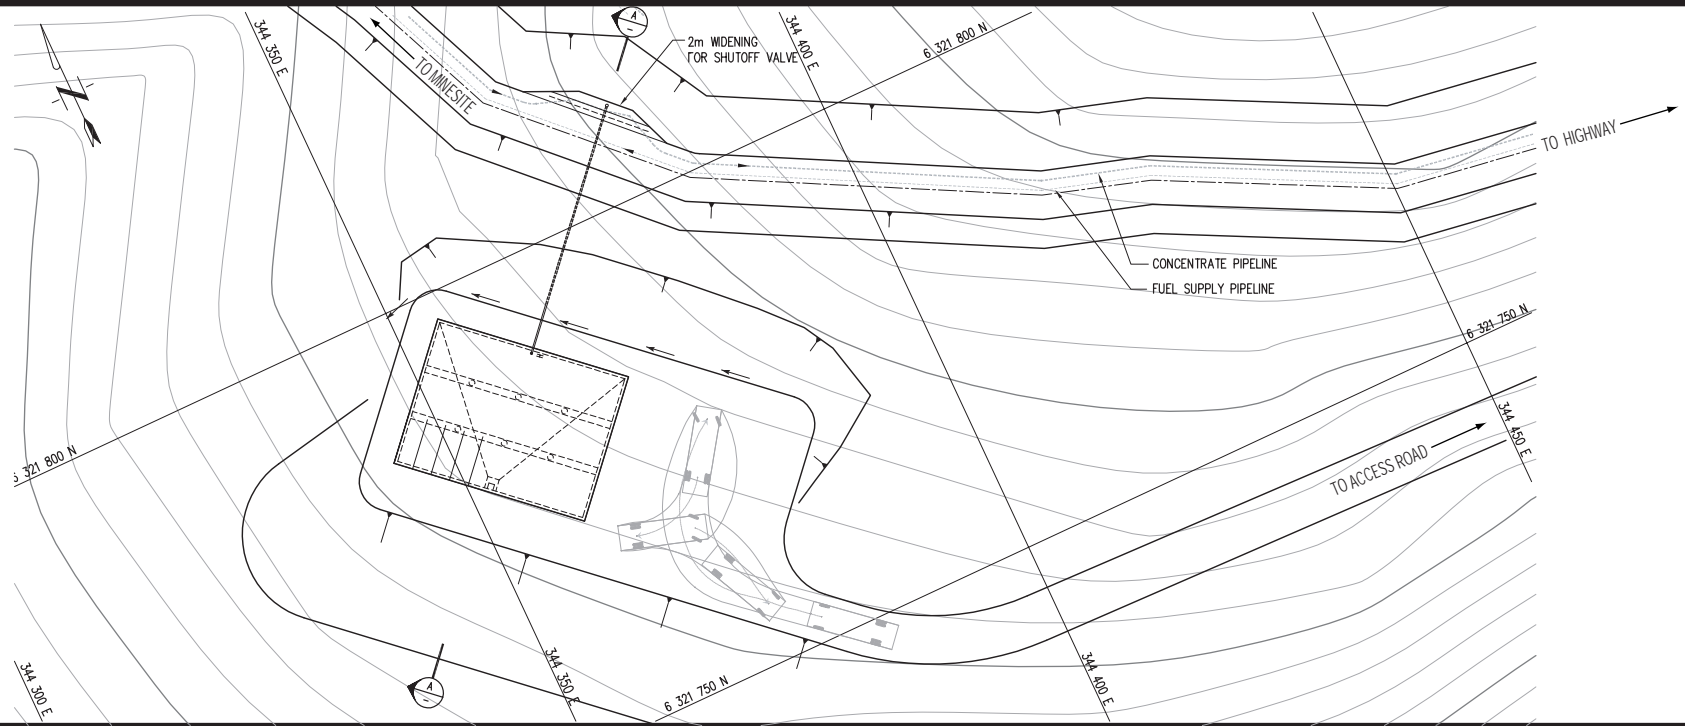 344 350 E
A
2m WIDENING
FOR SHUTOFF VALVE
344 400 E
6 321 800 N
TO MINESITE
N
TO HIGHWAY
CONCENTRATE PIPELINE
FUEL SUPPLY PIPELINE
6 321 750 N
344 450 E
6 321 800 N
TO ACCESS ROAD
344 300 E
A
344 350 E
6 321 750 N
344 400 E